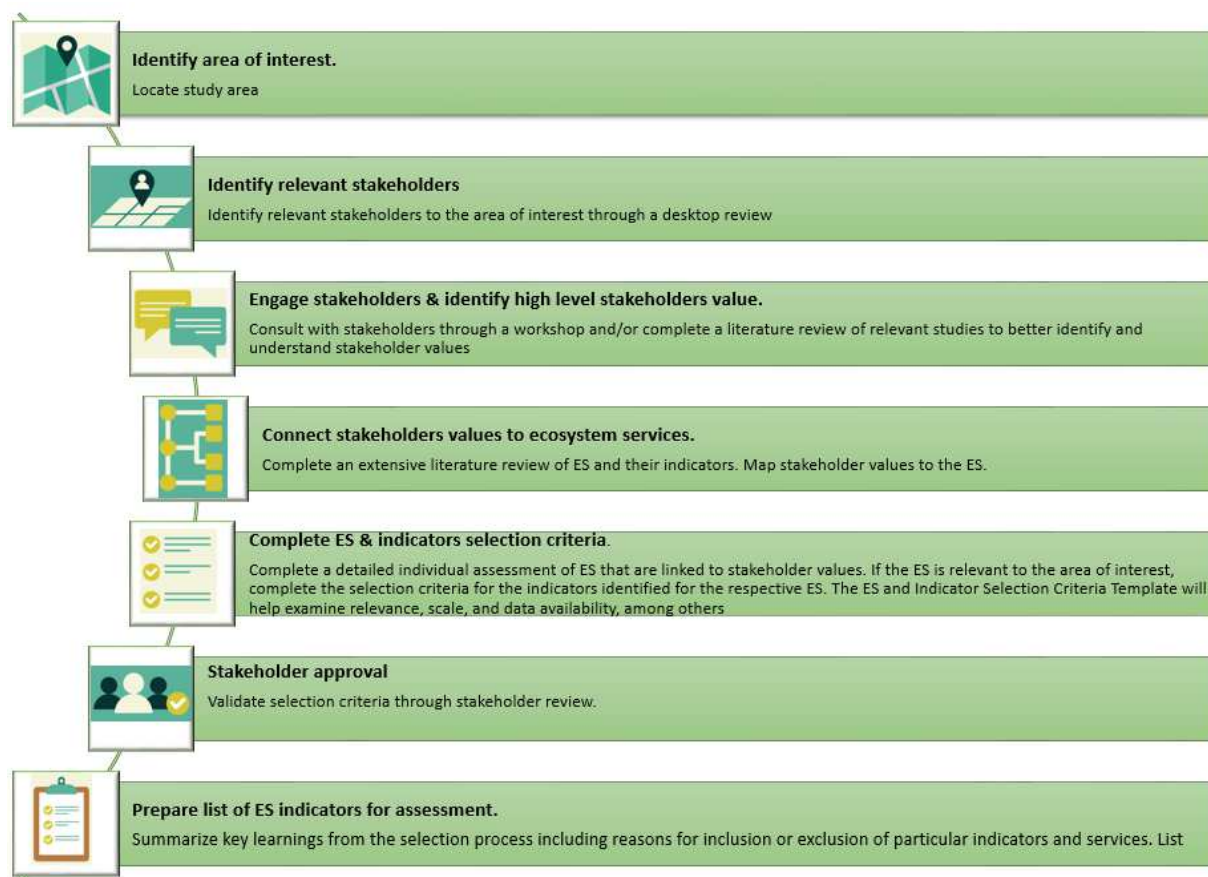 Identify area of interest.
Locate study area
Identify relevant stakeholders
Identify relevant stakeholders to the area of interest through a desktop review
Engage stakeholders & identify high level stakeholders value.
Consult with stakeholders through a workshop and/or complete a literature review of relevant studies to better identify and
understand stakeholder values
Connect stakeholders values to ecosystem services.
Complete an extensive literature review of ES and their indicators. Map stakeholder values to the ES.
Complete ES & indicators selection criteria.
Complete a detailed individual assessment of ES that are linked to stakeholder values. If the ES is relevant to the area of interest,
complete the selection criteria for the indicators identified for the respective ES. The ES and Indicator Selection Criteria Template will
help examine relevance, scale, and data availability, among others
Stakeholder approval
Validate selection criteria through stakeholder review.
Prepare list of ES indicators for assessment.
Summarize key learnings from the selection process including reasons for inclusion or exclusion of particular indicators and services. List